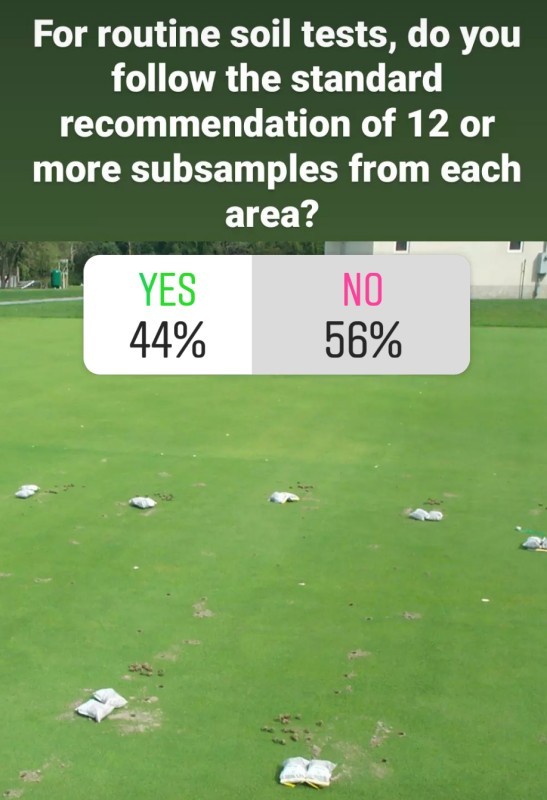 For routine soil tests, do you
follow the standard
recommendation of 12 or
more subsamples from each
area?
YES
NO
44%
56%